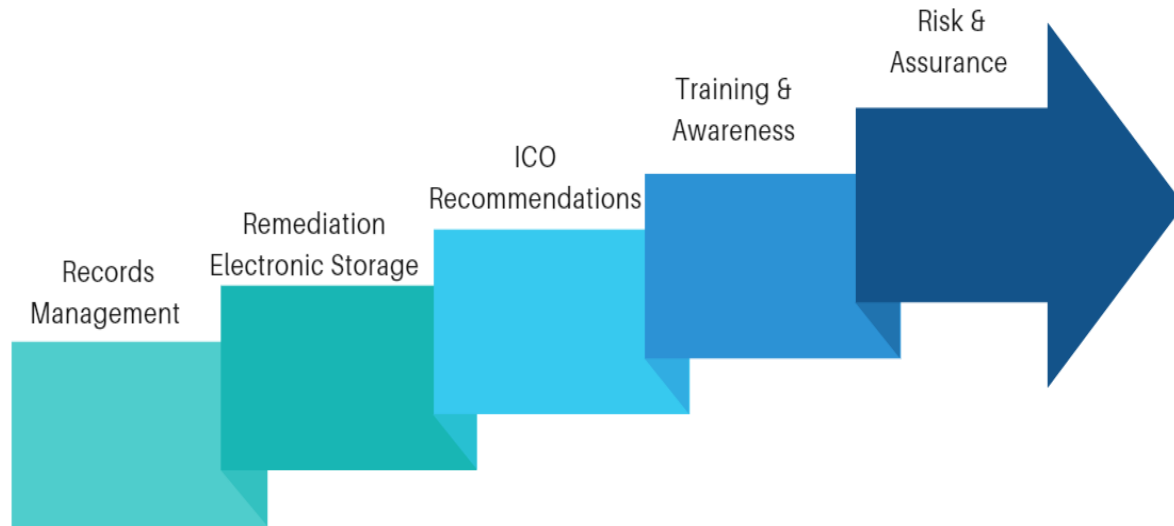 Records
Management
Remediation
Electronic Storage
ICO
Recommendations
Training &
Awareness
Risk &
Assurance